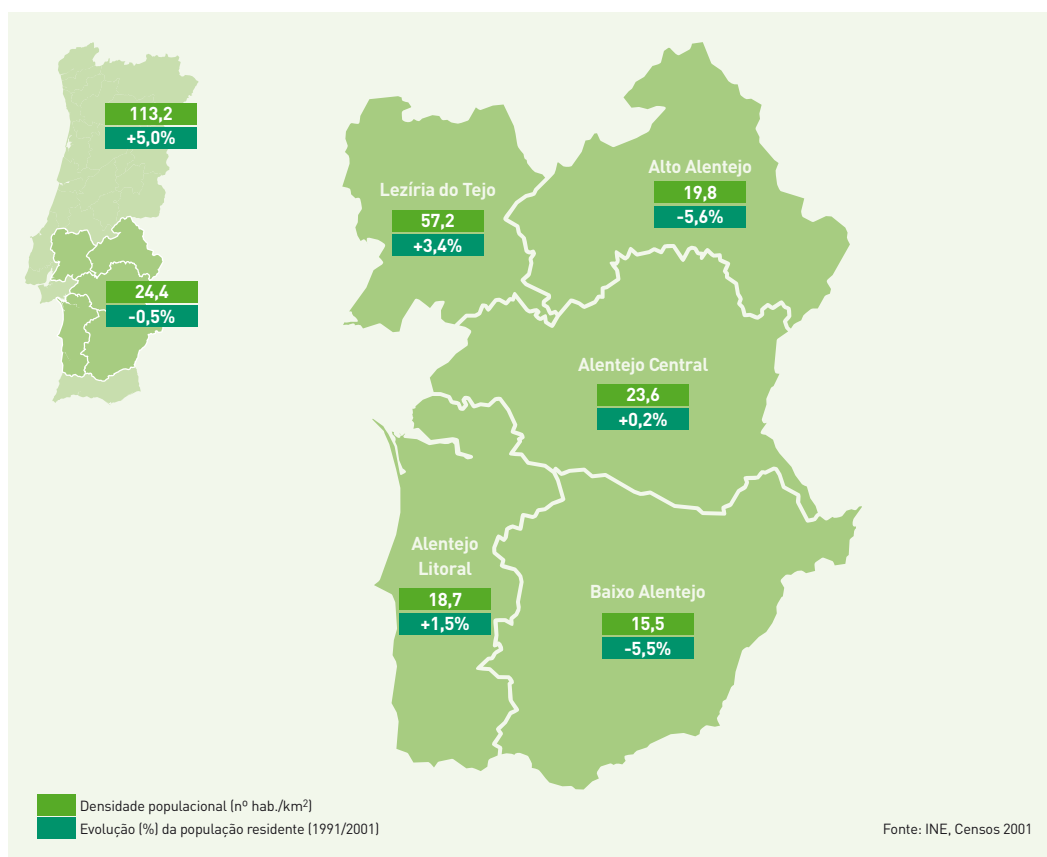 113,2
+5,0%
24,4
-0,5%
Lezíria do Tejo
57,2
+3,4%
Alto Alentejo
19,8
-5,6%
Alentejo Central
23,6
+0,2%
Alentejo
Litoral
18,7
+1,5%
Baixo Alentejo
15,5
-5,5%
Densidade populacional (nº hab./km²)
Evolução (%) da população residente (1991/2001)
Fonte: INE, Censos 2001